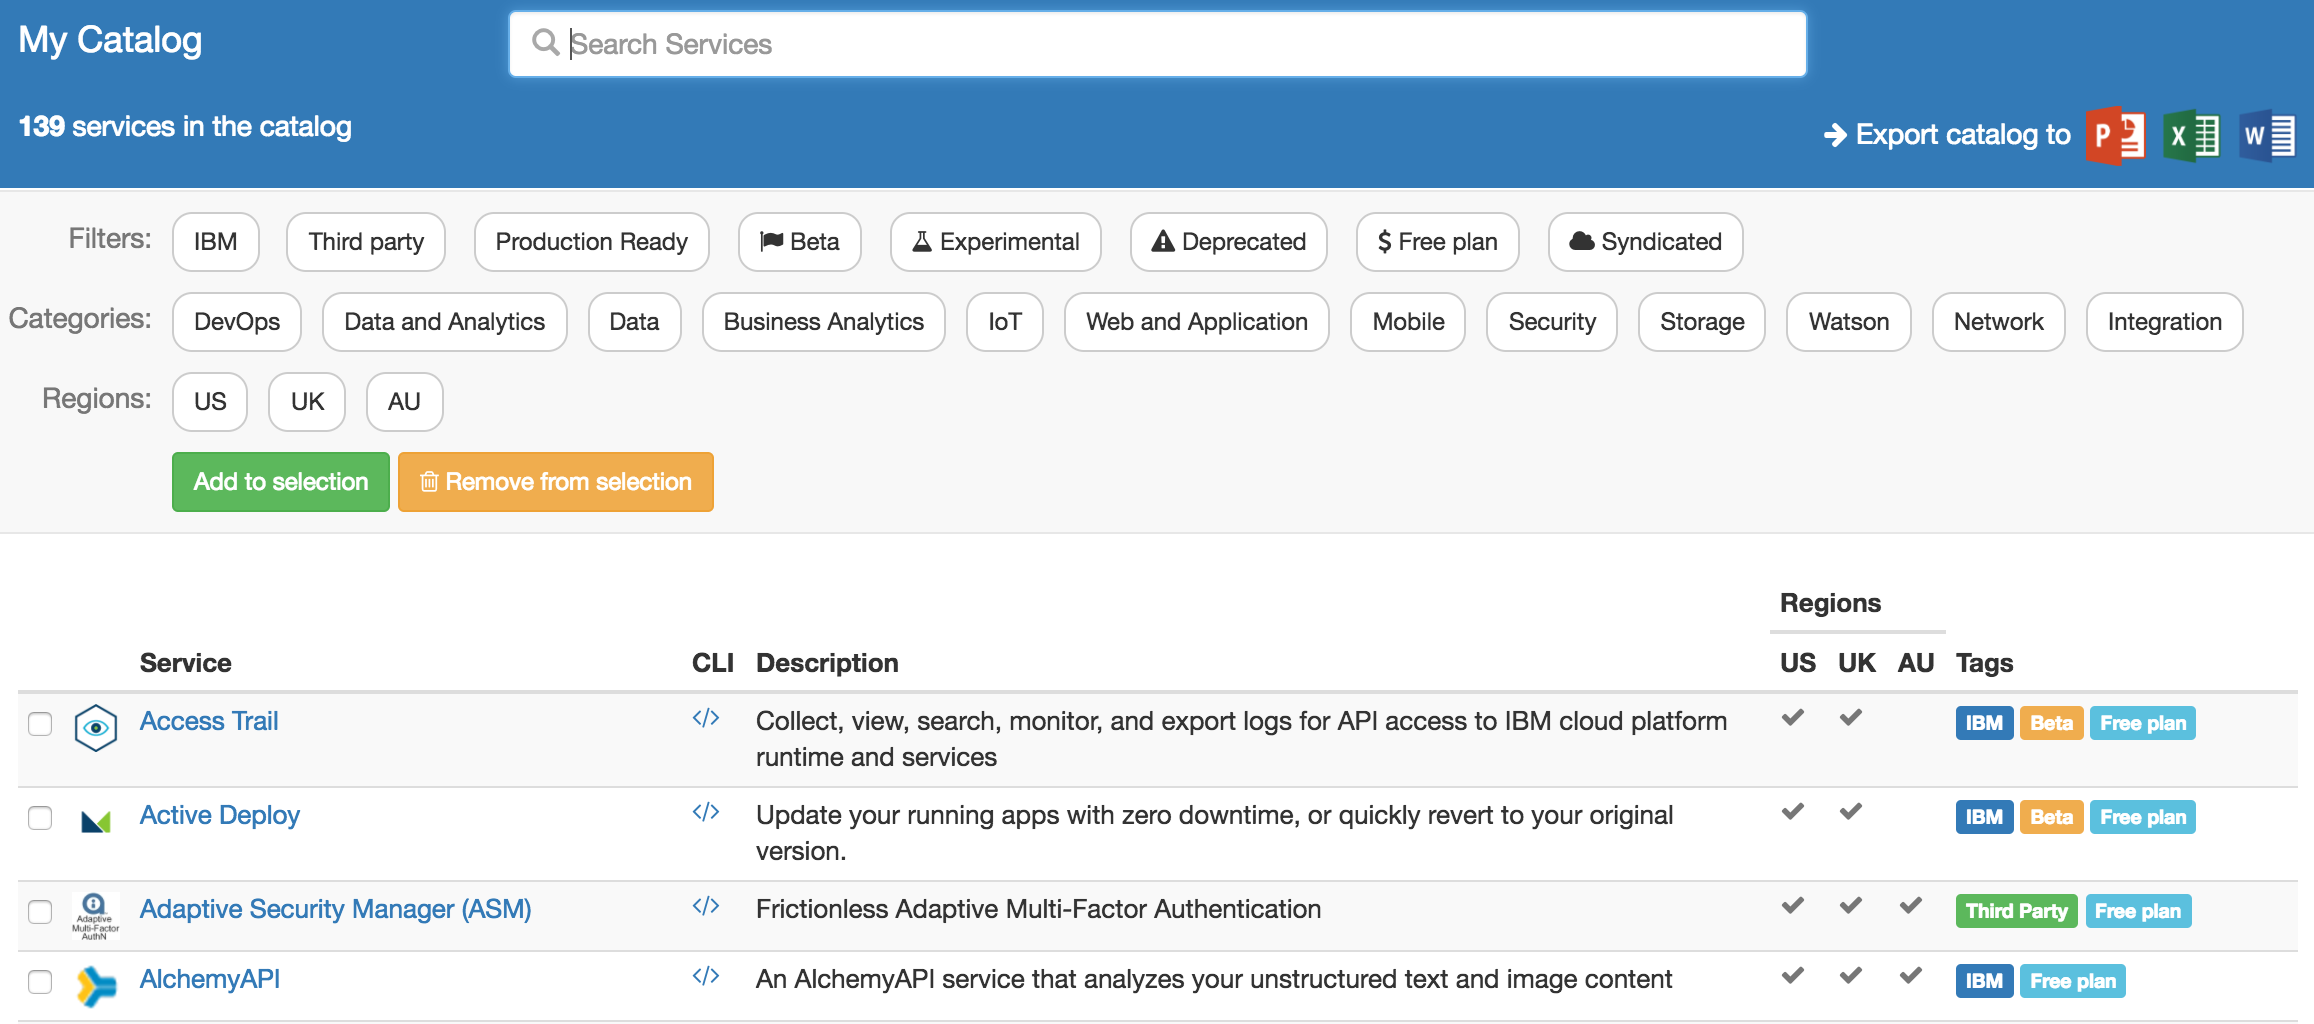 My Catalog
Search Services
139 services in the catalog
Export catalog to P X W
Filters: IBM Third party Production Ready Beta Experimental Deprecated $ Free plan Syndicated
Categories: DevOps Data and Analytics Data Business Analytics IoT Web and Application Mobile Security Storage Watson Network Integration
Regions: US UK AU
Add to selection Remove from selection
Regions
Service CLI Description US UK AU Tags
Access Trail </> Collect, view, search, monitor, and export logs for API access to IBM cloud platform IBM Beta Free plan
runtime and services
Active Deploy </> Update your running apps with zero downtime, or quickly revert to your original IBM Beta Free plan
version.
Adaptive Security Manager (ASM) </> Frictionless Adaptive Multi-Factor Authentication Third Party Free plan
Adaptive
Multi-Factor
AuthN
AlchemyAPI </> An AlchemyAPI service that analyzes your unstructured text and image content IBM Free plan